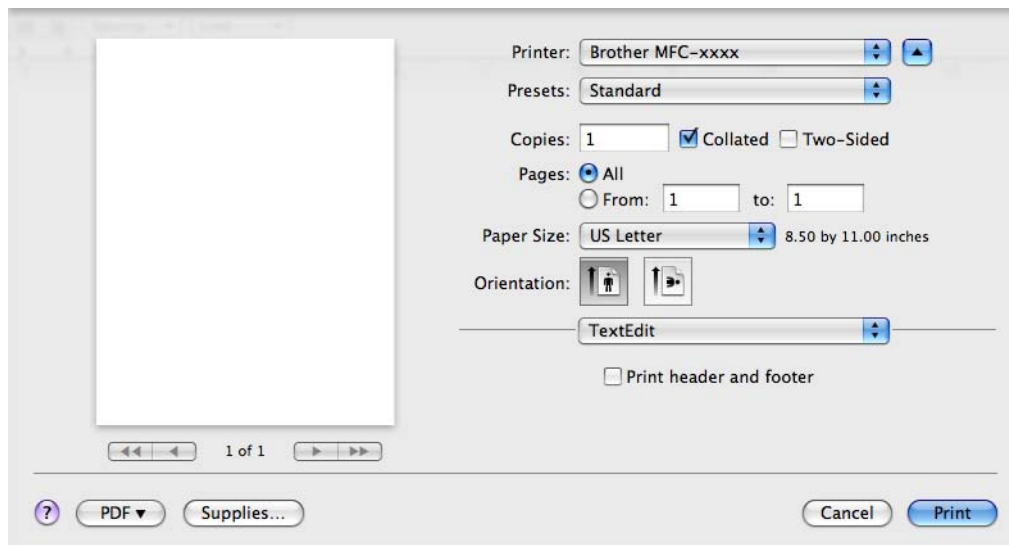 Printer: Brother MFC-xxxx
Presets: Standard
Copies: 1 Collated Two-Sided
Pages: All
From: 1 to: 1
Paper Size: US Letter 8.50 by 11.00 inches
Orientation:
TextEdit
Print header and footer
1 of 1
? PDF Supplies... Cancel Print